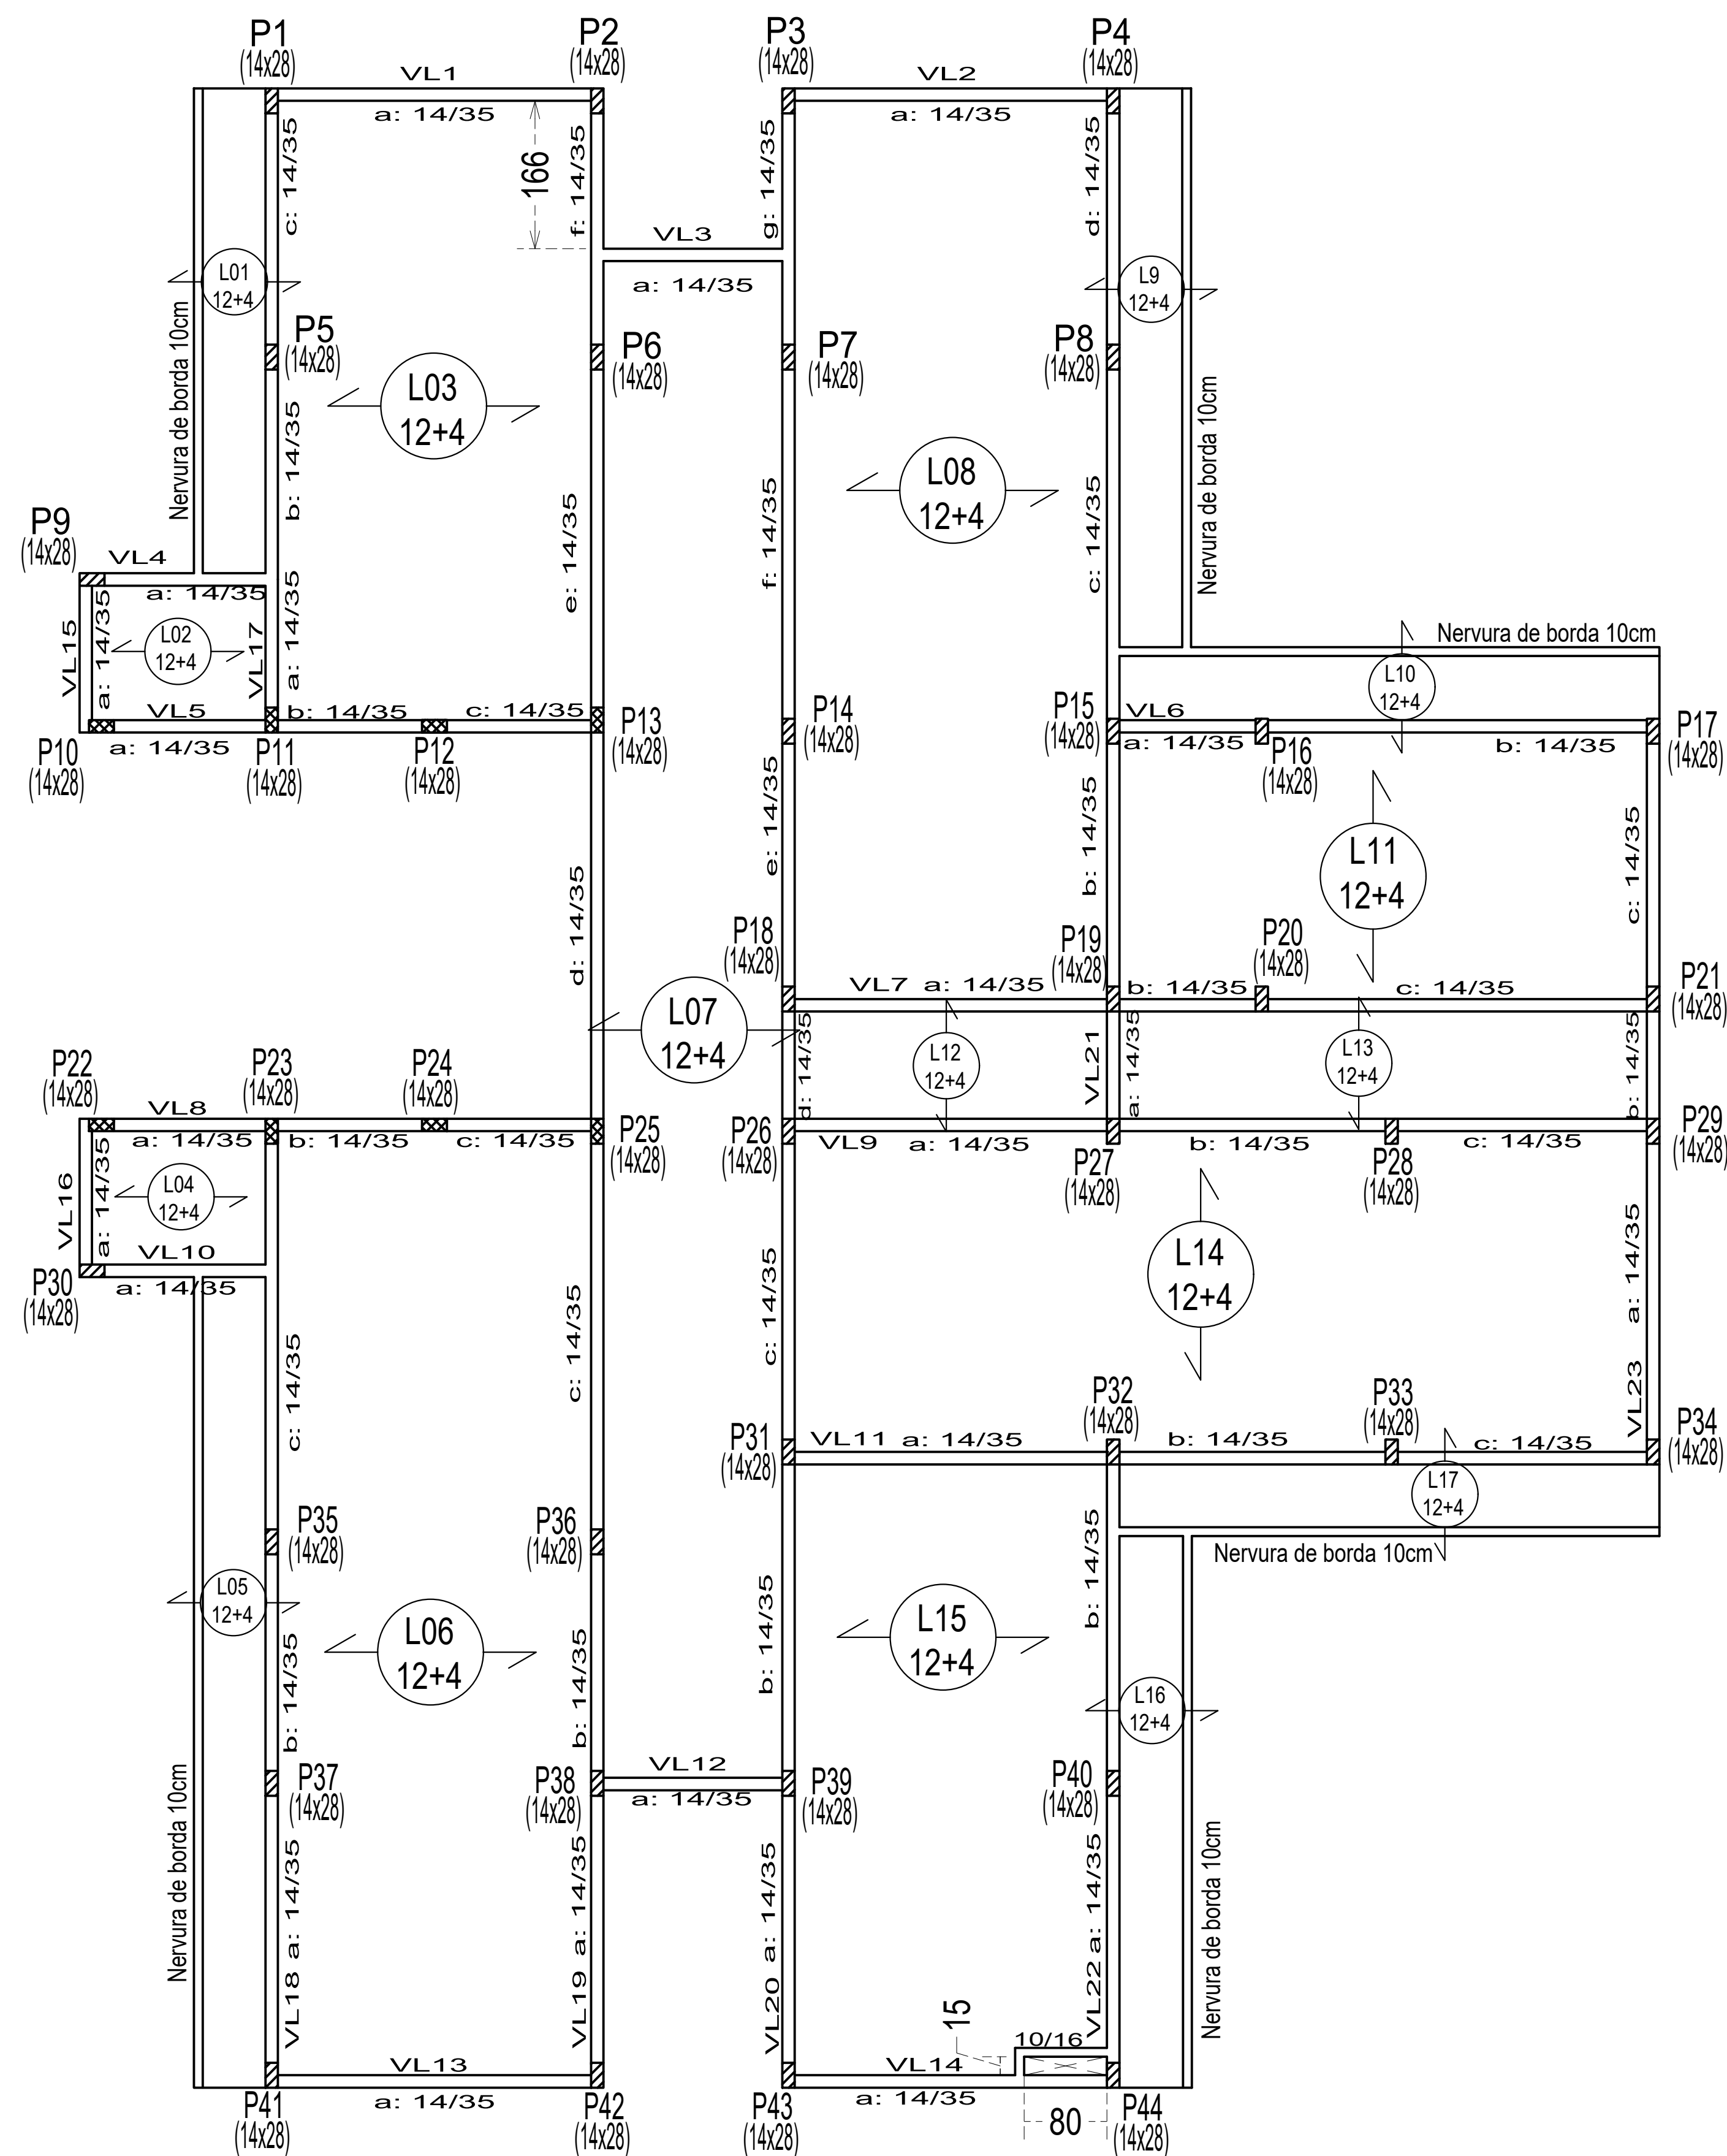 P1
(14x28)
P2
(14x28)
P3
(14x28)
P4
(14x28)
VL1
a: 14/35
VL2
a: 14/35
c: 14/35
166
f: 14/35
g: 14/35
d: 14/35
VL3
a: 14/35
L01
12+4
L9
12+4
Nervura de borda 10cm
P5
(14x28)
P6
(14x28)
P7
(14x28)
P8
(14x28)
L03
12+4
b: 14/35
e: 14/35
f: 14/35
L08
12+4
c: 14/35
Nervura de borda 10cm
P9
(14x28)
VL4
a: 14/35
VL15
a: 14/35
L02
12+4
VL17
a: 14/35
Nervura de borda 10cm
L10
12+4
VL5
a: 14/35
b: 14/35
c: 14/35
P10
(14x28)
P11
(14x28)
P12
(14x28)
P13
(14x28)
P14
(14x28)
P15
(14x28)
VL6
a: 14/35
P16
(14x28)
b: 14/35
P17
(14x28)
d: 14/35
e: 14/35
b: 14/35
L11
12+4
c: 14/35
P18
(14x28)
P19
(14x28)
P20
(14x28)
P21
(14x28)
VL7 a: 14/35
b: 14/35
c: 14/35
L07
12+4
d: 14/35
L12
12+4
VL21
a: 14/35
L13
12+4
b: 14/35
P22
(14x28)
P23
(14x28)
P24
(14x28)
P25
(14x28)
P26
(14x28)
P27
(14x28)
P28
(14x28)
P29
(14x28)
VL8
a: 14/35
b: 14/35
c: 14/35
VL9
a: 14/35
b: 14/35
c: 14/35
VL16
a: 14/35
L04
12+4
VL10
a: 14/35
P30
(14x28)
c: 14/35
c: 14/35
c: 14/35
L14
12+4
a: 14/35
VL23
P31
(14x28)
P32
(14x28)
P33
(14x28)
P34
(14x28)
VL11 a: 14/35
b: 14/35
c: 14/35
L17
12+4
Nervura de borda 10cm
P35
(14x28)
P36
(14x28)
L05
12+4
L06
12+4
b: 14/35
b: 14/35
b: 14/35
L15
12+4
b: 14/35
L16
12+4
P37
(14x28)
P38
(14x28)
VL12
a: 14/35
P39
(14x28)
P40
(14x28)
Nervura de borda 10cm
VL18 a: 14/35
VL19 a: 14/35
VL20 a: 14/35
VL22 a: 14/35
Nervura de borda 10cm
15
10/16
VL13
a: 14/35
VL14
a: 14/35
80
P41
(14x28)
P42
(14x28)
P43
(14x28)
P44
(14x28)